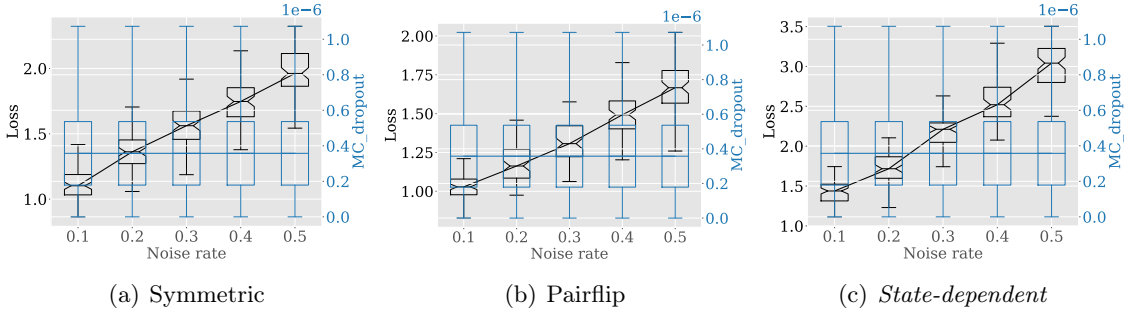 1e−6
2.0
1.5
1.0
Loss
1.0
0.8
0.6
0.4
0.2
0.0
MC_dropout
0.1 0.2 0.3 0.4 0.5
Noise rate
(a) Symmetric
1e−6
2.00
1.75
1.50
1.25
1.00
Loss
1.0
0.8
0.6
0.4
0.2
0.0
MC_dropout
0.1 0.2 0.3 0.4 0.5
Noise rate
(b) Pairflip
1e−6
3.5
3.0
2.5
2.0
1.5
1.0
Loss
1.0
0.8
0.6
0.4
0.2
0.0
MC_dropout
0.1 0.2 0.3 0.4 0.5
Noise rate
(c) State-dependent